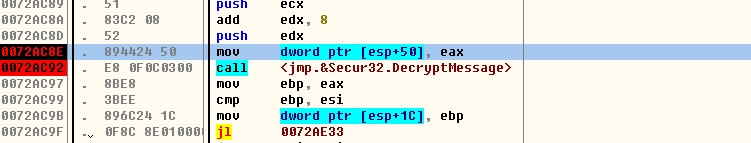 0072AC89 . 51 push ecx
0072AC8A . 83C2 08 add edx, 8
0072AC8D . 52 push edx
0072AC8E . 894424 50 mov dword ptr [esp+50], eax
0072AC92 . E8 0F0C0300 call <jmp.&Secur32.DecryptMessage>
0072AC97 . 8BE8 mov ebp, eax
0072AC99 . 3BEE cmp ebp, esi
0072AC9B . 896C24 1C mov dword ptr [esp+1C], ebp
0072AC9F .⌄ 0F8C 8E010000 jl 0072AE33